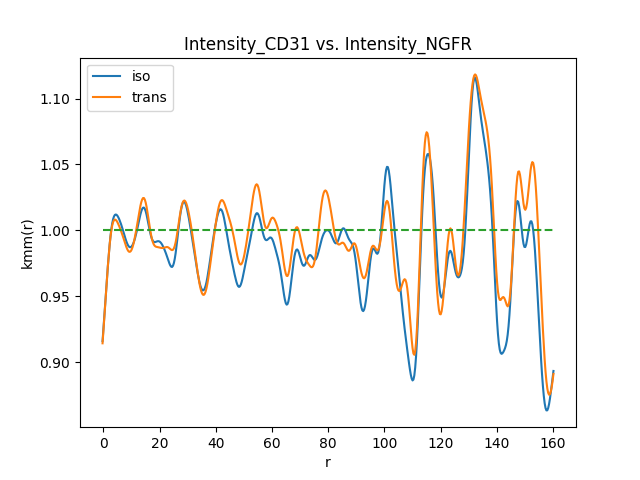 Intensity_CD31 vs. Intensity_NGFR
iso
trans
kmm(r)
1.10
1.05
1.00
0.95
0.90
0 20 40 60 80 100 120 140 160
r